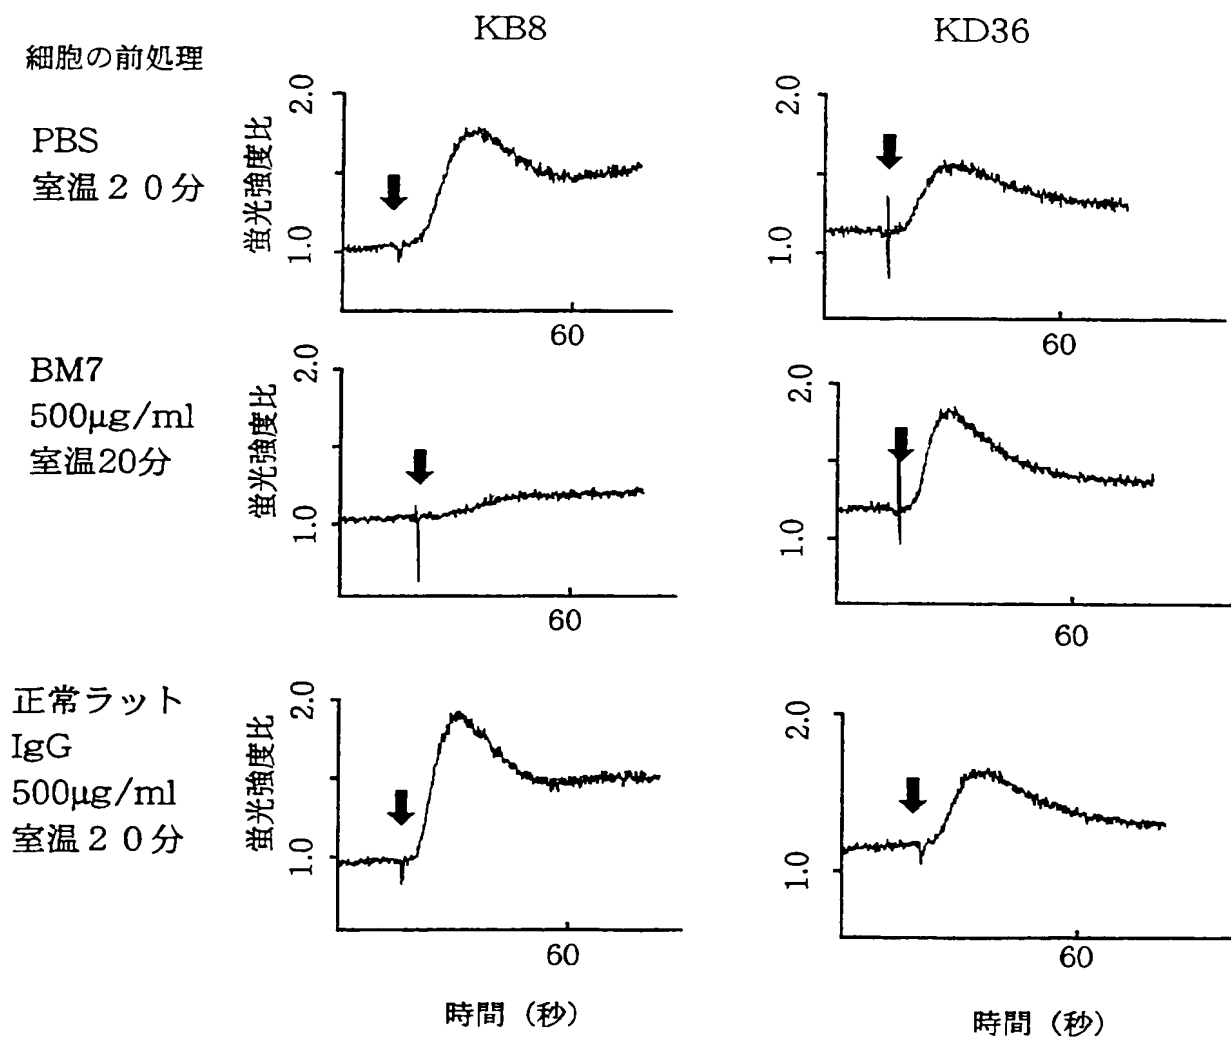 KB8
KD36
細胞の前処理
PBS
室温２０分
蛍光強度比
2.0
1.0
60
2.0
1.0
60
BM7
500μg/ml
室温20分
蛍光強度比
2.0
1.0
60
2.0
1.0
60
正常ラット
IgG
500μg/ml
室温２０分
蛍光強度比
2.0
1.0
60
2.0
1.0
60
時間（秒）
時間（秒）